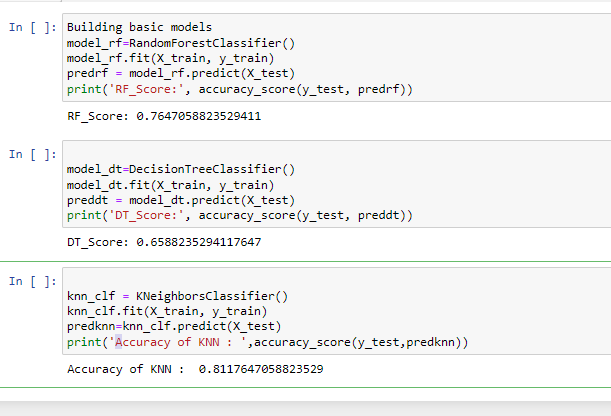 In [ ]: Building basic models
model_rf=RandomForestClassifier()
model_rf.fit(X_train, y_train)
predrf = model_rf.predict(X_test)
print('RF_Score:', accuracy_score(y_test, predrf))
RF_Score: 0.7647058823529411
In [ ]:
model_dt=DecisionTreeClassifier()
model_dt.fit(X_train, y_train)
preddt = model_dt.predict(X_test)
print('DT_Score:', accuracy_score(y_test, preddt))
DT_Score: 0.6588235294117647
In [ ]:
knn_clf = KNeighborsClassifier()
knn_clf.fit(X_train, y_train)
predknn=knn_clf.predict(X_test)
print('Accuracy of KNN : ',accuracy_score(y_test,predknn))
Accuracy of KNN :  0.8117647058823529